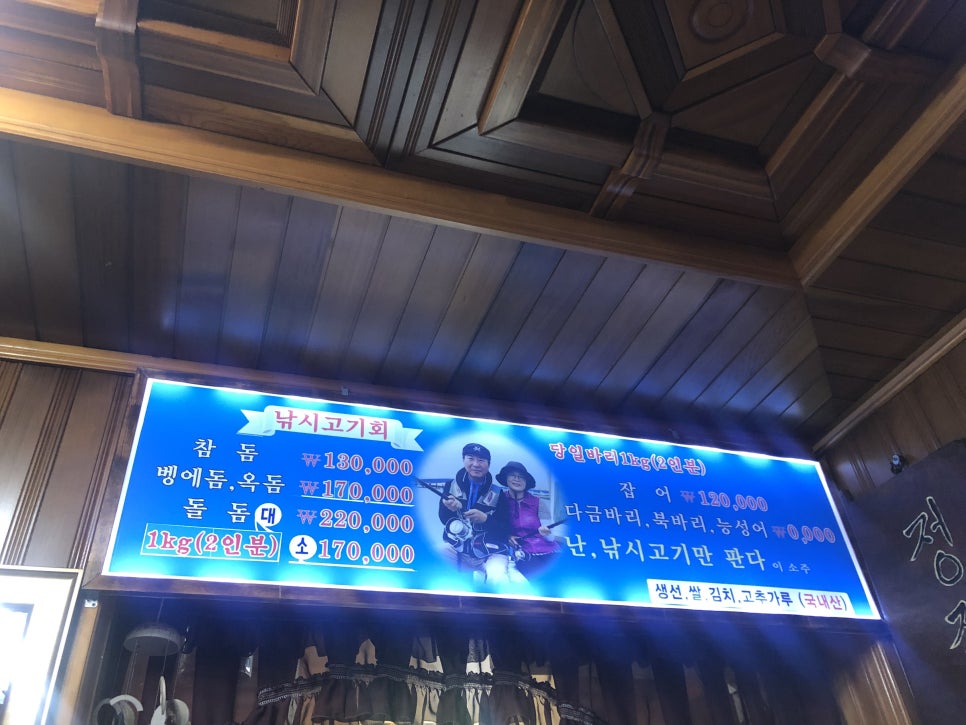 낚시고기회
참 돔 ₩130,000
벵에돔,옥돔 ₩170,000
돌 돔 대 ₩220,000
1kg(2인분) 소 170,000
당일바리1kg(2인분)
잡 어 ₩120,000
다금바리,북바리,능성어 ₩0,000
난, 낚시고기만 판다 이 소 주
생선.쌀.김치.고추가루 (국내산)
정